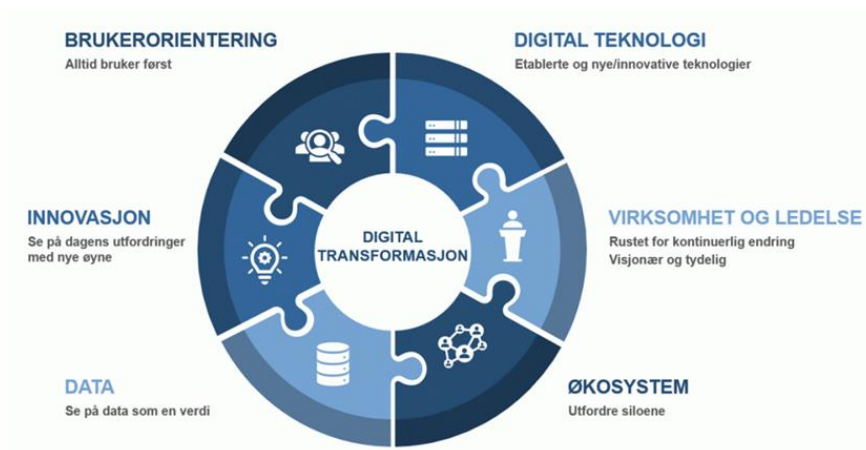 BRUKERORIENTERING
Alltid bruker først
DIGITAL TEKNOLOGI
Etablerte og nye/innovative teknologier
INNOVASJON
Se på dagens utfordringer
med nye øyne
DIGITAL
TRANSFORMASJON
VIRKSOMHET OG LEDELSE
Rustet for kontinuerlig endring
Visjonær og tydelig
DATA
Se på data som en verdi
ØKOSYSTEM
Utfordre siloene